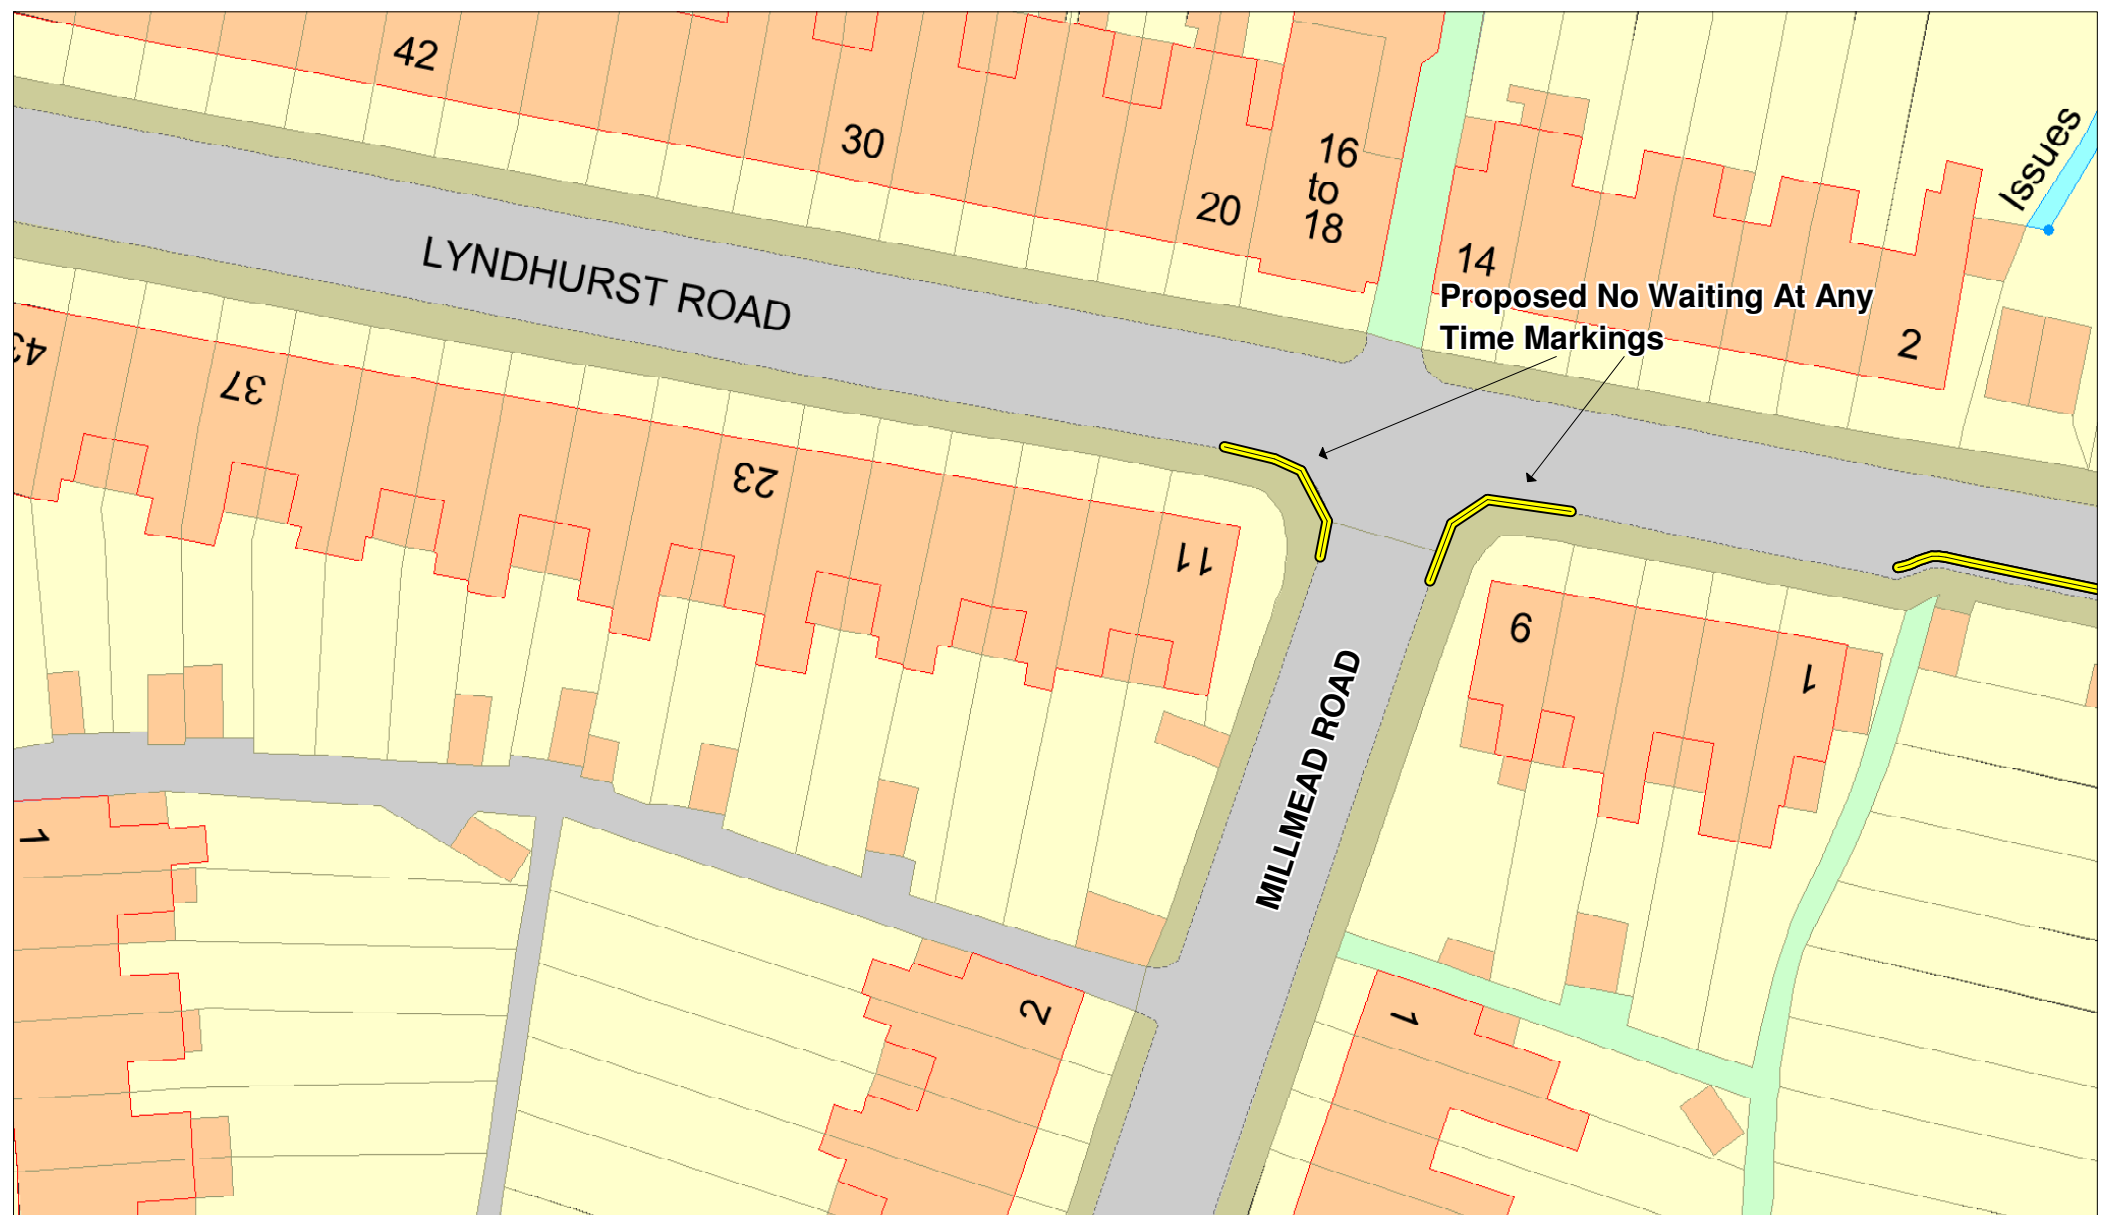 42
30
20
16
to
18
14
Issues
Proposed No Waiting At Any
Time Markings
2
LYNDHURST ROAD
43
37
23
11
9
1
MILLMEAD ROAD
1
2
1